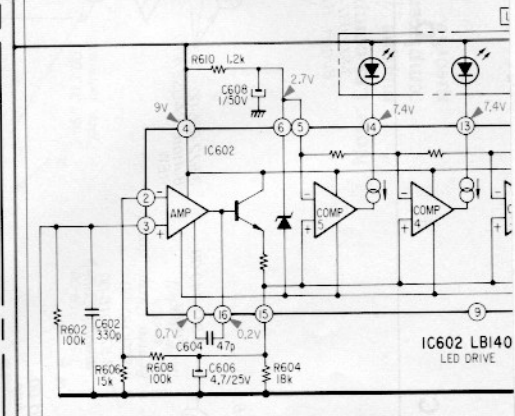 L
R610 1.2k
2.7V
C608
1/50V
9V
7.4V
7.4V
4
6
5
14
13
IC602
2
3
AMP
COMP
5
COMP
4
1
16
15
9
0.7V
0.2V
C604 47p
R602
100k
C602
330p
R606
15k
R608
100k
C606
4.7/25V
R604
18k
IC602 LB140
LED DRIVE